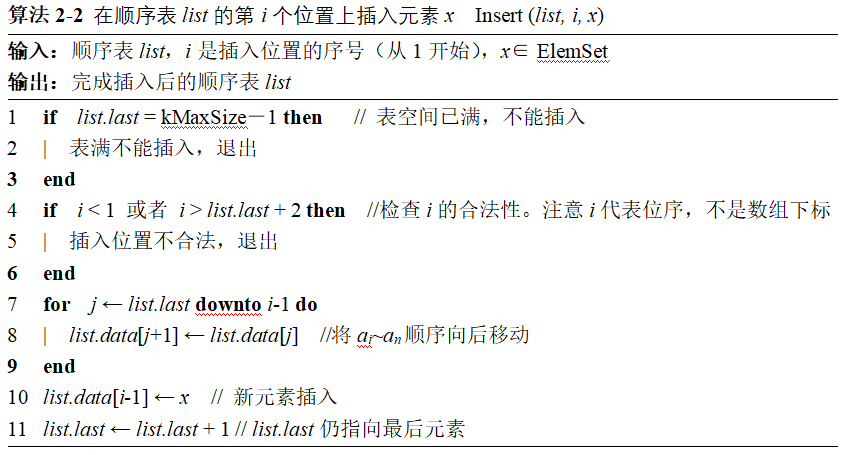 算法 2-2 在顺序表 list 的第 i 个位置上插入元素 x Insert (list, i, x)
输入：顺序表 list，i 是插入位置的序号（从 1 开始），x∈ ElemSet
输出：完成插入后的顺序表 list
1 if list.last = kMaxSize－1 then // 表空间已满，不能插入
2 | 表满不能插入，退出
3 end
4 if i < 1 或者 i > list.last + 2 then //检查 i 的合法性。注意 i 代表位序，不是数组下标
5 | 插入位置不合法，退出
6 end
7 for j ← list.last downto i-1 do
8 | list.data[j+1] ← list.data[j] //将 ai~an 顺序向后移动
9 end
10 list.data[i-1] ← x // 新元素插入
11 list.last ← list.last + 1 // list.last 仍指向最后元素